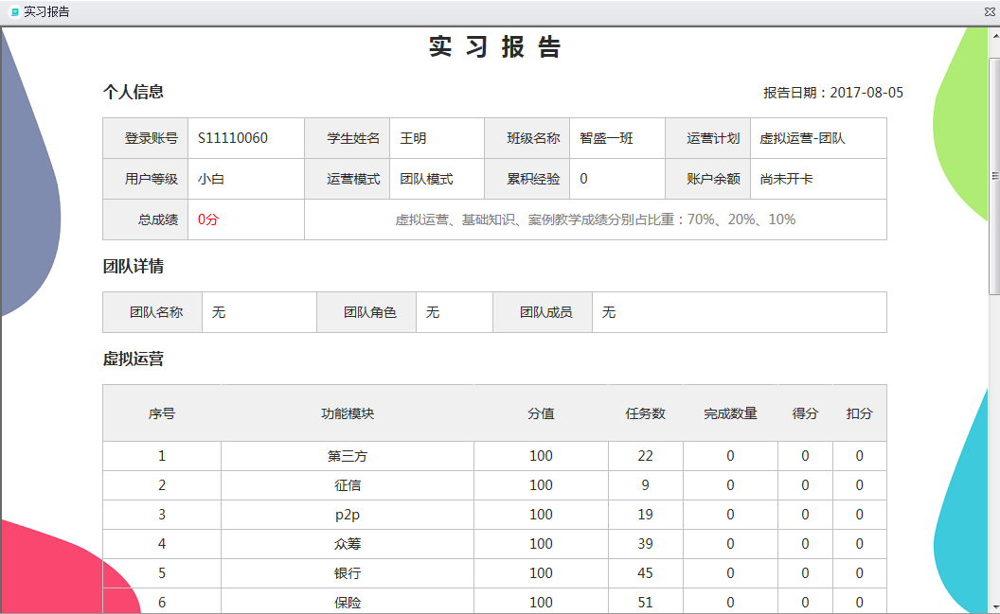 实习报告
实 习 报 告
个人信息
报告日期：2017-08-05
登录账号 S11110060 学生姓名 王明 班级名称 智盛一班 运营计划 虚拟运营-团队
用户等级 小白 运营模式 团队模式 累积经验 0 账户余额 尚未开卡
总成绩 0分 虚拟运营、基础知识、案例教学成绩分别占比重：70%、20%、10%
团队详情
团队名称 无 团队角色 无 团队成员 无
虚拟运营
序号 功能模块 分值 任务数 完成数量 得分 扣分
1 第三方 100 22 0 0 0
2 征信 100 9 0 0 0
3 p2p 100 19 0 0 0
4 众筹 100 39 0 0 0
5 银行 100 45 0 0 0
6 保险 100 51 0 0 0